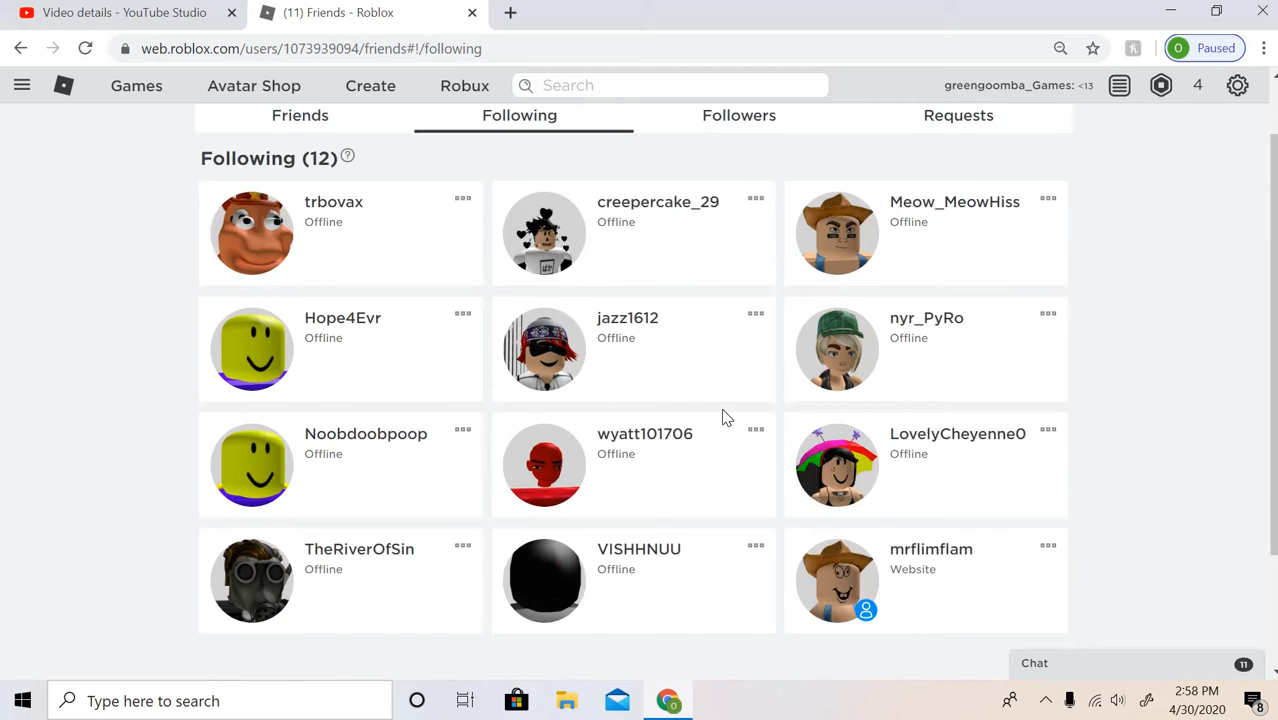 Video details - YouTube Studio
(11) Friends - Roblox
web.roblox.com/users/1073939094/friends#!/following
0 Paused
Games Avatar Shop Create Robux Search greengoomba_Games: <13 4
Friends Following Followers Requests
Following (12)
trbovax
Offline
creepercake_29
Offline
Meow_MeowHiss
Offline
Hope4Evr
Offline
jazz1612
Offline
nyr_PyRo
Offline
Noobdoobpoop
Offline
wyatt101706
Offline
LovelyCheyenne0
Offline
TheRiverOfSin
Offline
VISHHNUU
Offline
mrflimflam
Website
Chat 11
Type here to search
2:58 PM
4/30/2020
8